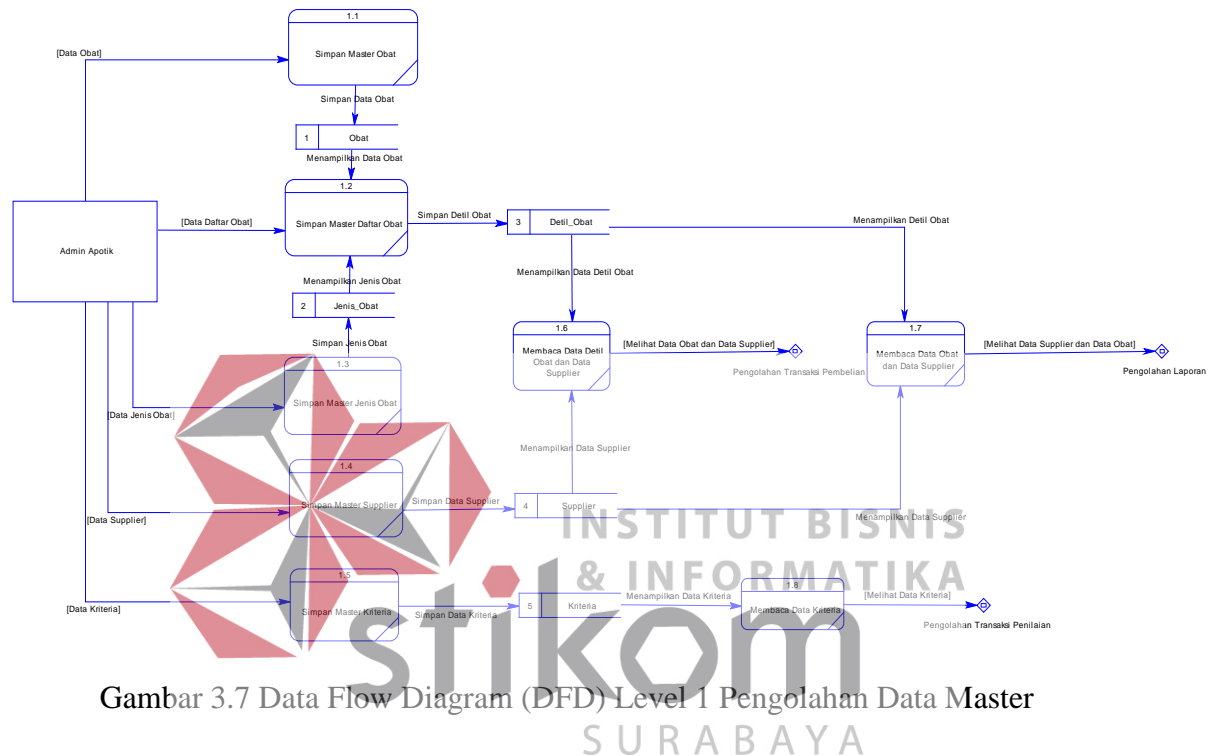 1.1
[Data Obat]
Simpan Master Obat
Simpan Data Obat
1 Obat
Menampilkan Data Obat
1.2
[Data Daftar Obat]
Simpan Master Daftar Obat
Simpan Detil Obat
3 Detil_Obat
Menampilkan Detil Obat
Admin Apotik
Menampilkan Data Detil Obat
Menampilkan Jenis Obat
2 Jenis_Obat
Simpan Jenis Obat
1.3
Simpan Master Jenis Obat
[Data Jenis Obat]
1.6
Membaca Data Detil
Obat dan Data
Supplier
[Melihat Data Obat dan Data Supplier]
Pengolahan Transaksi Pembelian
1.7
Membaca Data Obat
dan Data Supplier
[Melihat Data Supplier dan Data Obat]
Pengolahan Laporan
Menampilkan Data Supplier
1.4
Simpan Master Supplier
Simpan Data Supplier
4 Supplier
[Data Supplier]
Menampilkan Data Supplier
INSTITUT BISNIS
& INFORMATIKA
1.5
Simpan Master Kriteria
[Data Kriteria]
Simpan Data Kriteria
5 Kriteria
Menampilkan Data Kriteria
1.8
Membaca Data Kriteria
[Melihat Data Kriteria]
Pengolahan Transaksi Penilaian
stikom
Gambar 3.7 Data Flow Diagram (DFD) Level 1 Pengolahan Data Master
SURABAYA